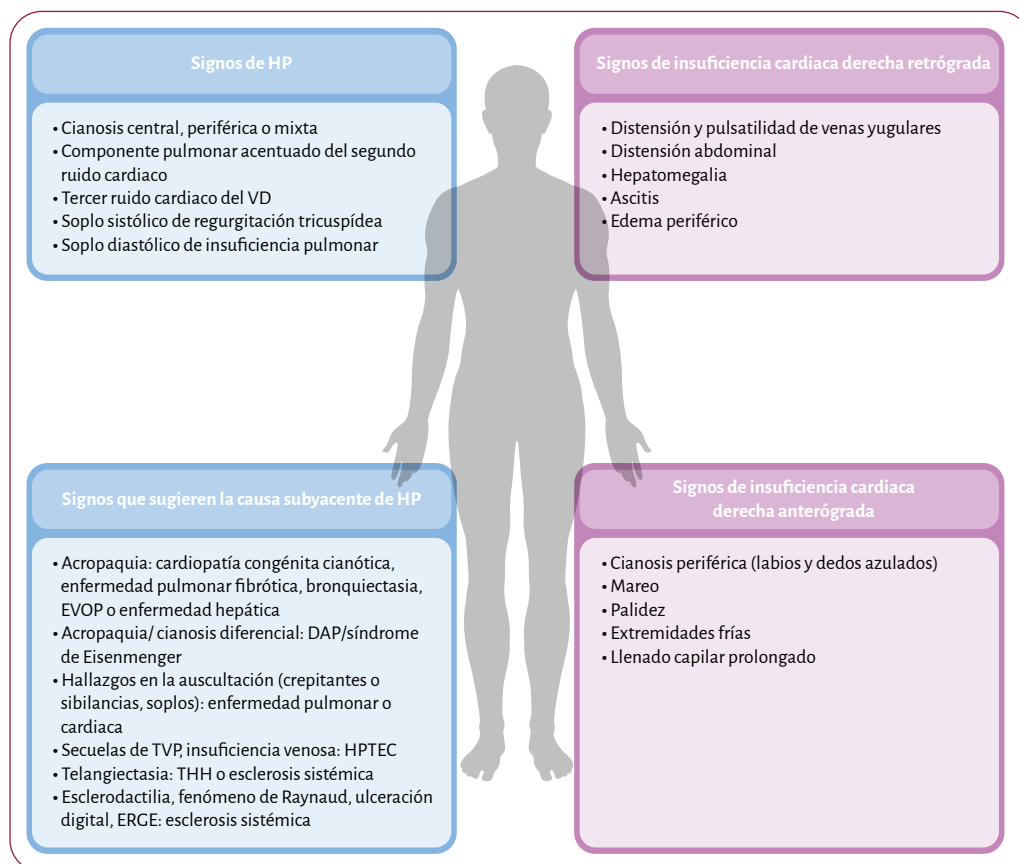 Signos de HP
• Cianosis central, periférica o mixta
• Componente pulmonar acentuado del segundo
ruido cardiaco
• Tercer ruido cardiaco del VD
• Soplo sistólico de regurgitación tricuspídea
• Soplo diastólico de insuficiencia pulmonar
Signos de insuficiencia cardiaca derecha retrógrada
• Distensión y pulsatilidad de venas yugulares
• Distensión abdominal
• Hepatomegalia
• Ascitis
• Edema periférico
Signos que sugieren la causa subyacente de HP
• Acropaquia: cardiopatía congénita cianótica,
enfermedad pulmonar fibrótica, bronquiectasia,
EVOP o enfermedad hepática
• Acropaquia/ cianosis diferencial: DAP/síndrome
de Eisenmenger
• Hallazgos en la auscultación (crepitantes o
sibilancias, soplos): enfermedad pulmonar o
cardiaca
• Secuelas de TVP, insuficiencia venosa: HPTEC
• Telangiectasia: THH o esclerosis sistémica
• Esclerodactilia, fenómeno de Raynaud, ulceración
digital, ERGE: esclerosis sistémica
Signos de insuficiencia cardiaca
derecha anterógrada
• Cianosis periférica (labios y dedos azulados)
• Mareo
• Palidez
• Extremidades frías
• Llenado capilar prolongado